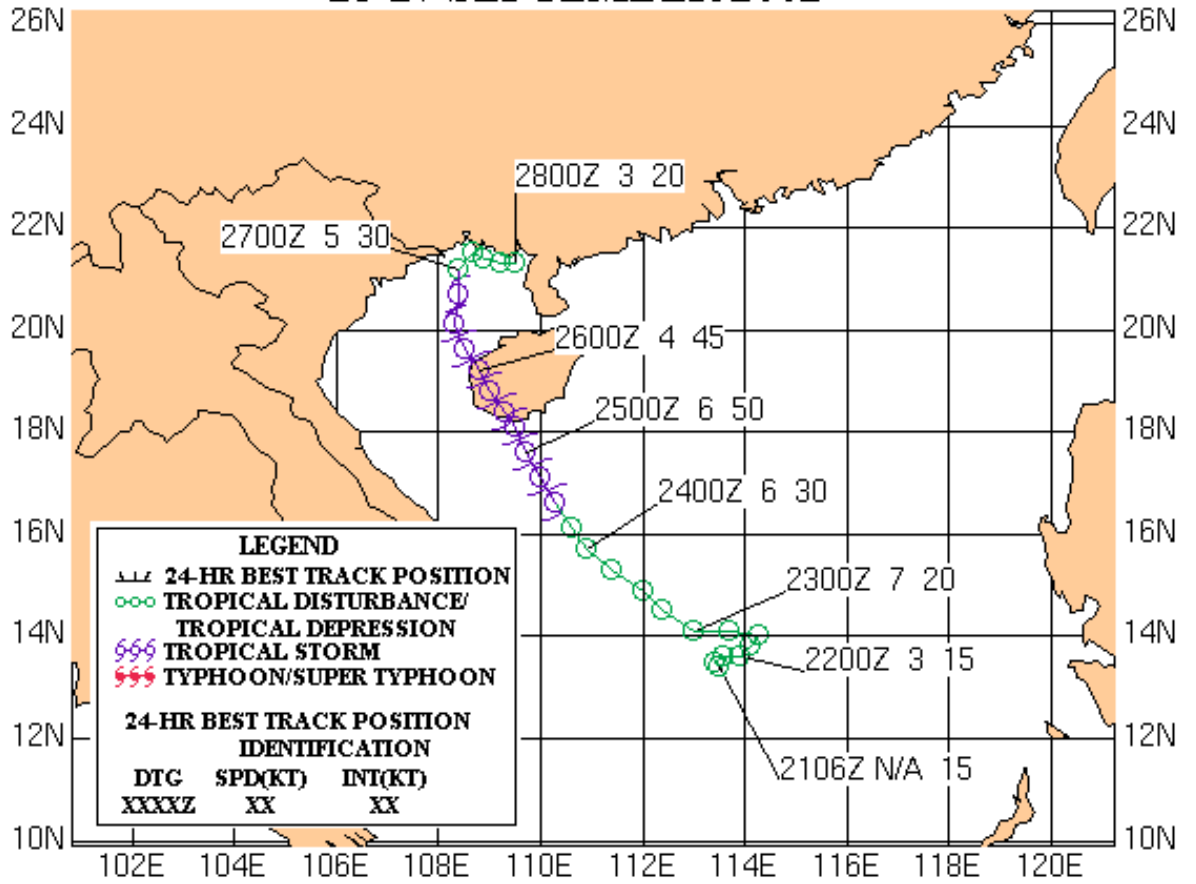 26N 26N
24N 24N
2800Z 3 20
22N 2700Z 5 30 22N
20N 2600Z 4 45 20N
2500Z 6 50
18N 18N
2400Z 6 30
16N 16N
LEGEND
24-HR BEST TRACK POSITION
TROPICAL DISTURBANCE/
TROPICAL DEPRESSION
TROPICAL STORM
TYPHOON/SUPER TYPHOON
24-HR BEST TRACK POSITION
IDENTIFICATION
DTG SPD(KT) INT(KT)
XXXXZ XX XX
2300Z 7 20
14N 14N
2200Z 3 15
12N 12N
2106Z N/A 15
10N 10N
102E 104E 106E 108E 110E 112E 114E 116E 118E 120E